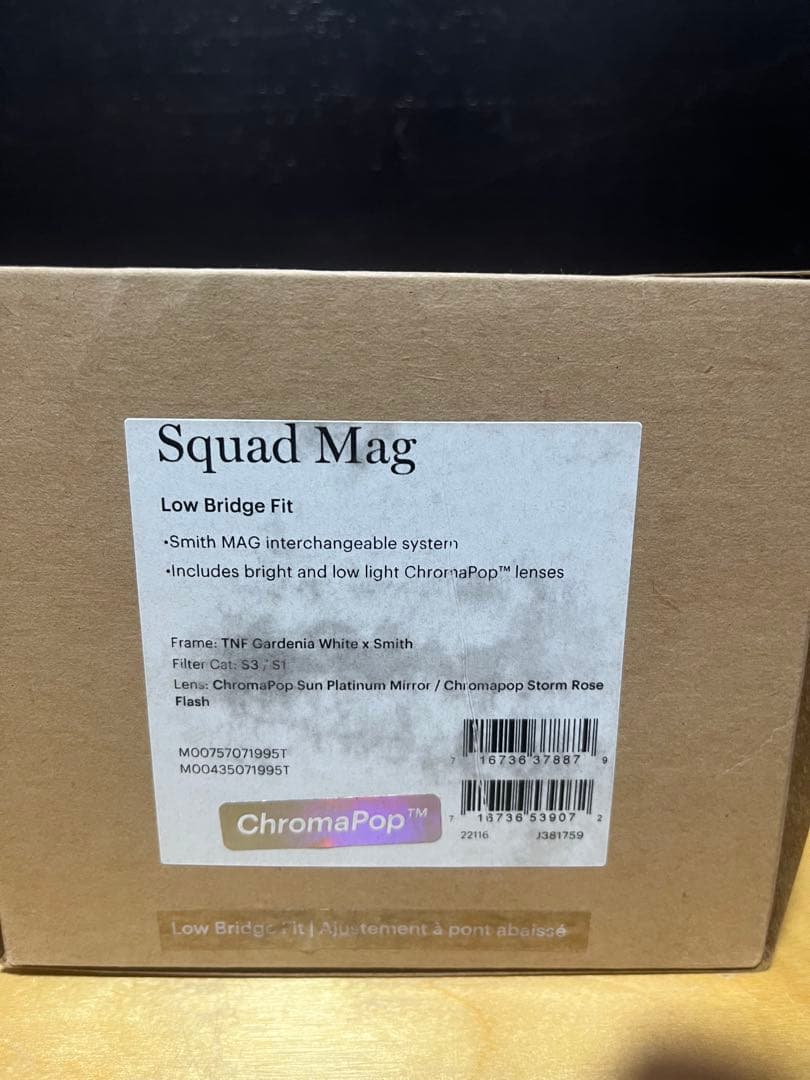 Squad Mag
Low Bridge Fit
•Smith MAG interchangeable system
•Includes bright and low light ChromaPop™ lenses
Frame: TNF Gardenia White x Smith
Filter Cat: S3 / S1
Lens: ChromaPop Sun Platinum Mirror / Chromapop Storm Rose
Flash
M00757071995T
M00435071995T
7 16736 37887 9
ChromaPop™
7 16736 53907 2
22116 J381759
Low Bridge Fit | Ajustement à pont abaissé